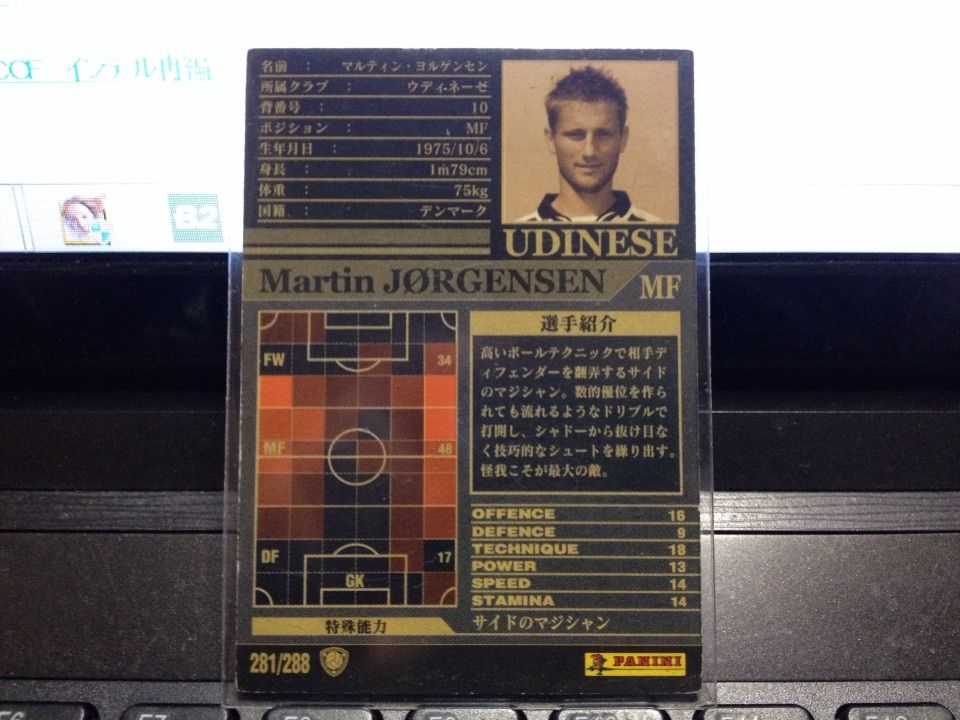 インテル再編
82
名前 : マルティン・ヨルゲンセン
所属クラブ : ウディネーゼ
背番号 : 10
ポジション : MF
生年月日 : 1975/10/6
身長 : 1m79cm
体重 : 75kg
国籍 : デンマーク
UDINESE
Martin JØRGENSEN MF
FW 34
MF 48
DF 17
GK
選手紹介
高いボールテクニックで相手デ
ィフェンダーを翻弄するサイド
のマジシャン。数的優位を作ら
れても流れるようなドリブルで
打開し、シャドーから抜け目な
く技巧的なシュートを繰り出す。
怪我こそが最大の敵。
OFFENCE 16
DEFENCE 9
TECHNIQUE 18
POWER 13
SPEED 14
STAMINA 14
特殊能力 サイドのマジシャン
281/288 PANINI